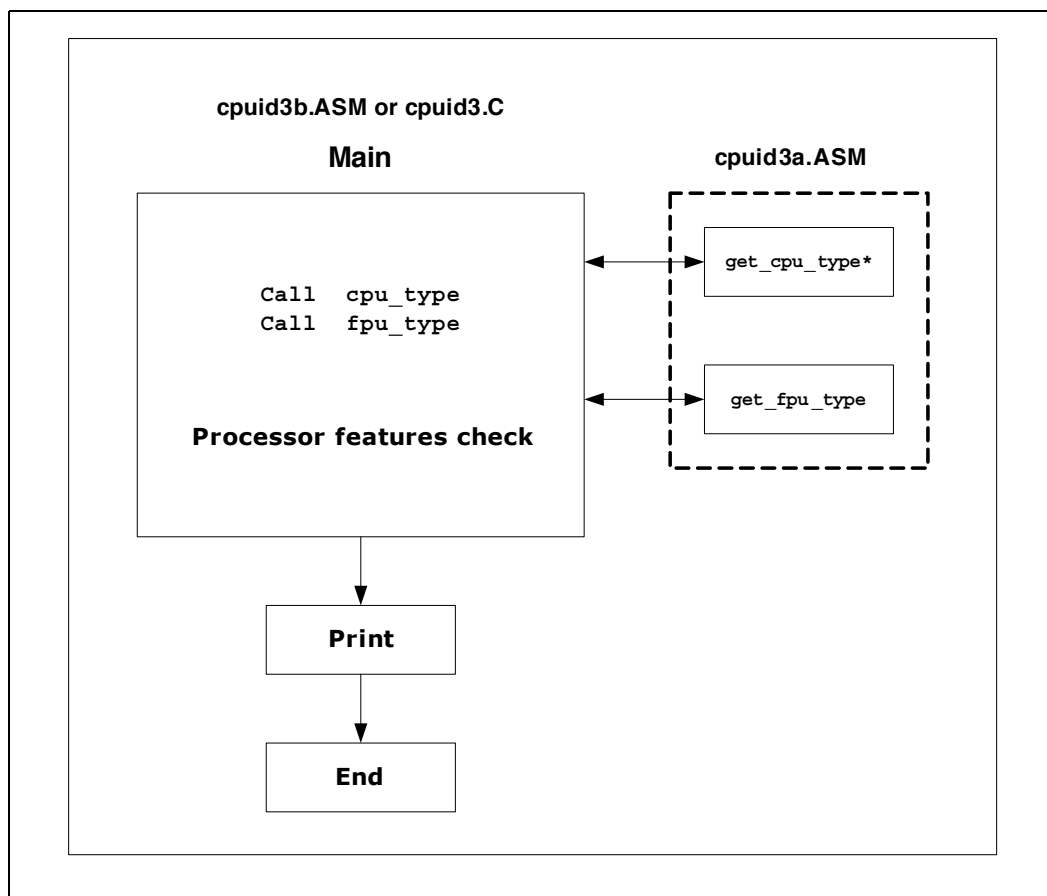 cpuid3b.ASM or cpuid3.C
Main
cpuid3a.ASM
get_cpu_type*
Call cpu_type
Call fpu_type
get_fpu_type
Processor features check
Print
End